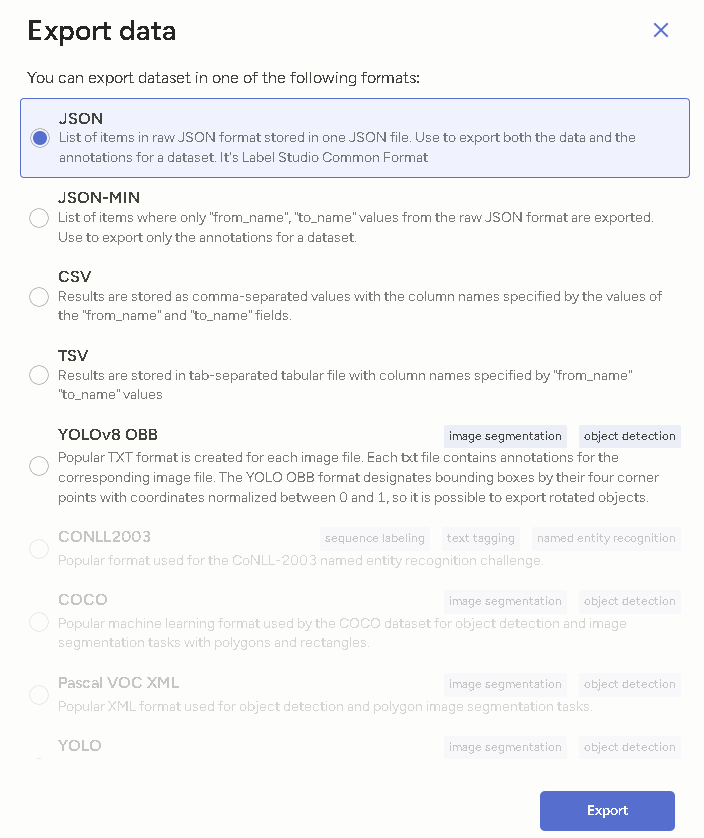 Export data
You can export dataset in one of the following formats:
JSON
List of items in raw JSON format stored in one JSON file. Use to export both the data and the
annotations for a dataset. It's Label Studio Common Format
JSON-MIN
List of items where only "from_name", "to_name" values from the raw JSON format are exported.
Use to export only the annotations for a dataset.
CSV
Results are stored as comma-separated values with the column names specified by the values of
the "from_name" and "to_name" fields.
TSV
Results are stored in tab-separated tabular file with column names specified by "from_name"
"to_name" values
YOLOv8 OBB image segmentation object detection
Popular TXT format is created for each image file. Each txt file contains annotations for the
corresponding image file. The YOLO OBB format designates bounding boxes by their four corner
points with coordinates normalized between 0 and 1, so it is possible to export rotated objects.
CONLL2003 sequence labeling text tagging named entity recognition
Popular format used for the CoNLL-2003 named entity recognition challenge.
COCO image segmentation object detection
Popular machine learning format used by the COCO dataset for object detection and image
segmentation tasks with polygons and rectangles.
Pascal VOC XML image segmentation object detection
Popular XML format used for object detection and polygon image segmentation tasks.
YOLO image segmentation object detection
Export